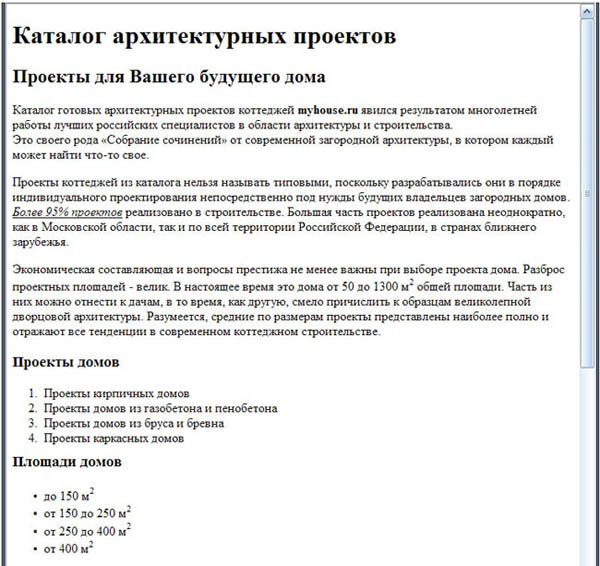 Каталог архитектурных проектов
Проекты для Вашего будущего дома
Каталог готовых архитектурных проектов коттеджей myhouse.ru явился результатом многолетней
работы лучших российских специалистов в области архитектуры и строительства.
Это своего рода «Собрание сочинений» от современной загородной архитектуры, в котором каждый
может найти что-то свое.
Проекты коттеджей из каталога нельзя называть типовыми, поскольку разрабатывались они в порядке
индивидуального проектирования непосредственно под нужды будущих владельцев загородных домов.
Более 95% проектов реализовано в строительстве. Большая часть проектов реализована неоднократно,
как в Московской области, так и по всей территории Российской Федерации, в странах ближнего
зарубежья.
Экономическая составляющая и вопросы престижа не менее важны при выборе проекта дома. Разброс
проектных площадей - велик. В настоящее время это дома от 50 до 1300 м² общей площади. Часть из
них можно отнести к дачам, в то время, как другую, смело причислить к образцам великолепной
дворцовой архитектуры. Разумеется, средние по размерам проекты представлены наиболее полно и
отражают все тенденции в современном коттеджном строительстве.
Проекты домов
1. Проекты кирпичных домов
2. Проекты домов из газобетона и пенобетона
3. Проекты домов из бруса и бревна
4. Проекты каркасных домов
Площади домов
• до 150 м²
• от 150 до 250 м²
• от 250 до 400 м²
• от 400 м²